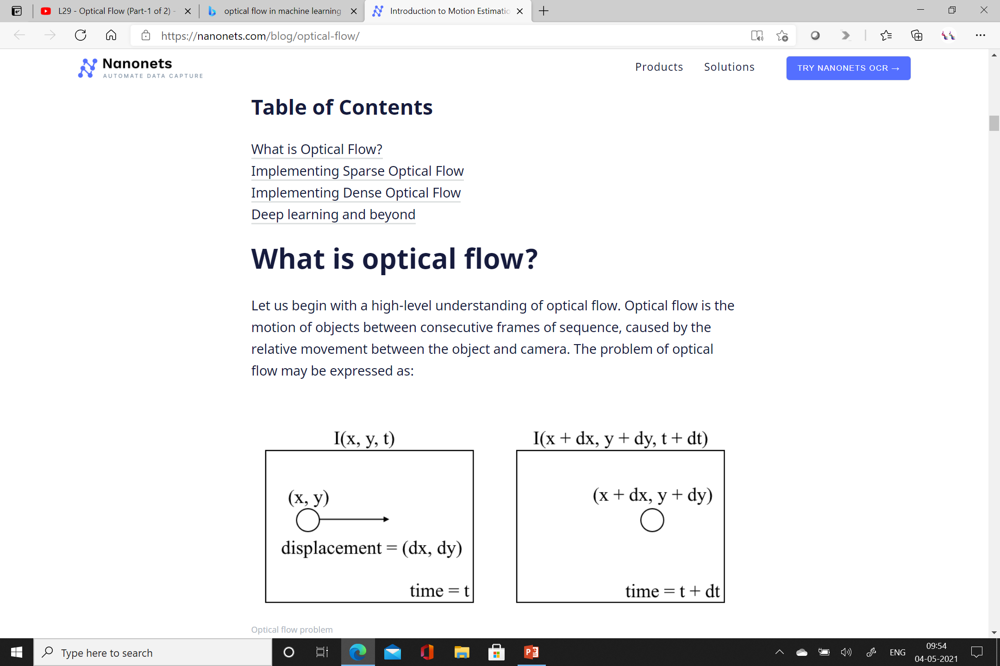 L29 - Optical Flow (Part-1 of 2) -
optical flow in machine learning
Introduction to Motion Estimatio
https://nanonets.com/blog/optical-flow/
Nanonets
AUTOMATE DATA CAPTURE
Products
Solutions
TRY NANONETS OCR →
Table of Contents
What is Optical Flow?
Implementing Sparse Optical Flow
Implementing Dense Optical Flow
Deep learning and beyond
What is optical flow?
Let us begin with a high-level understanding of optical flow. Optical flow is the
motion of objects between consecutive frames of sequence, caused by the
relative movement between the object and camera. The problem of optical
flow may be expressed as:
I(x, y, t)
(x, y)
displacement = (dx, dy)
time = t
I(x + dx, y + dy, t + dt)
(x + dx, y + dy)
time = t + dt
Optical flow problem
Type here to search
ENG
09:54
04-05-2021